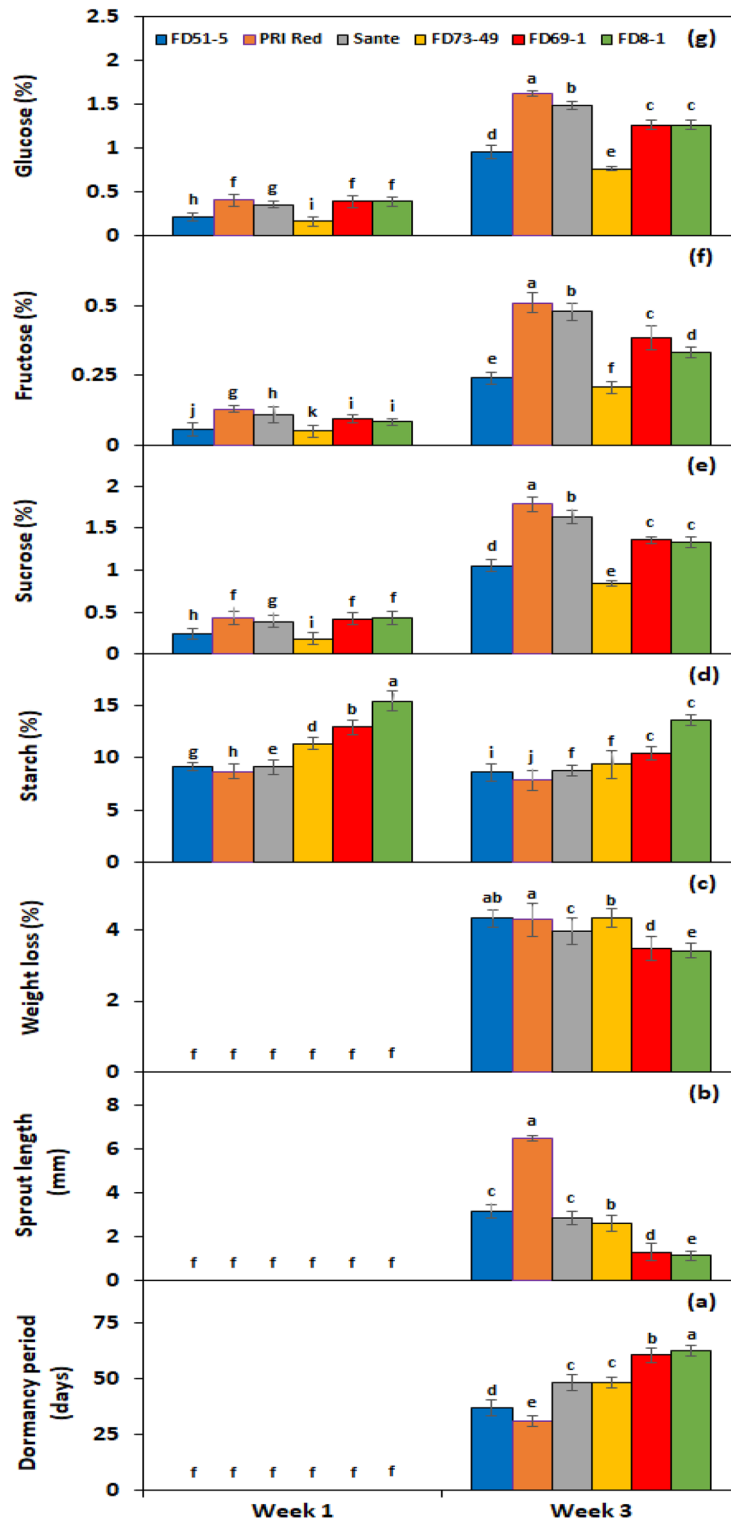 2.5
FD51-5 PRI Red Sante FD73-49 FD69-1 FD8-1 (g)
2
1.5
1
0.5
0
Glucose (%)
h f g i f f
d a b e c c
(f)
0.5
0.25
0
Fructose (%)
j g h k i i
e a b f c d
(e)
2
1.5
1
0.5
0
Sucrose (%)
h f g i f f
d a b e c c
(d)
15
10
5
0
Starch (%)
g h e d b a
i j f f c c
(c)
4
2
0
Weight loss (%)
f f f f f f
ab a c b d e
(b)
8
6
4
2
0
Sprout length
(mm)
f f f f f f
c a c b d e
(a)
75
50
25
0
Dormancy period
(days)
f f f f f f
d e c c b a
Week 1 Week 3